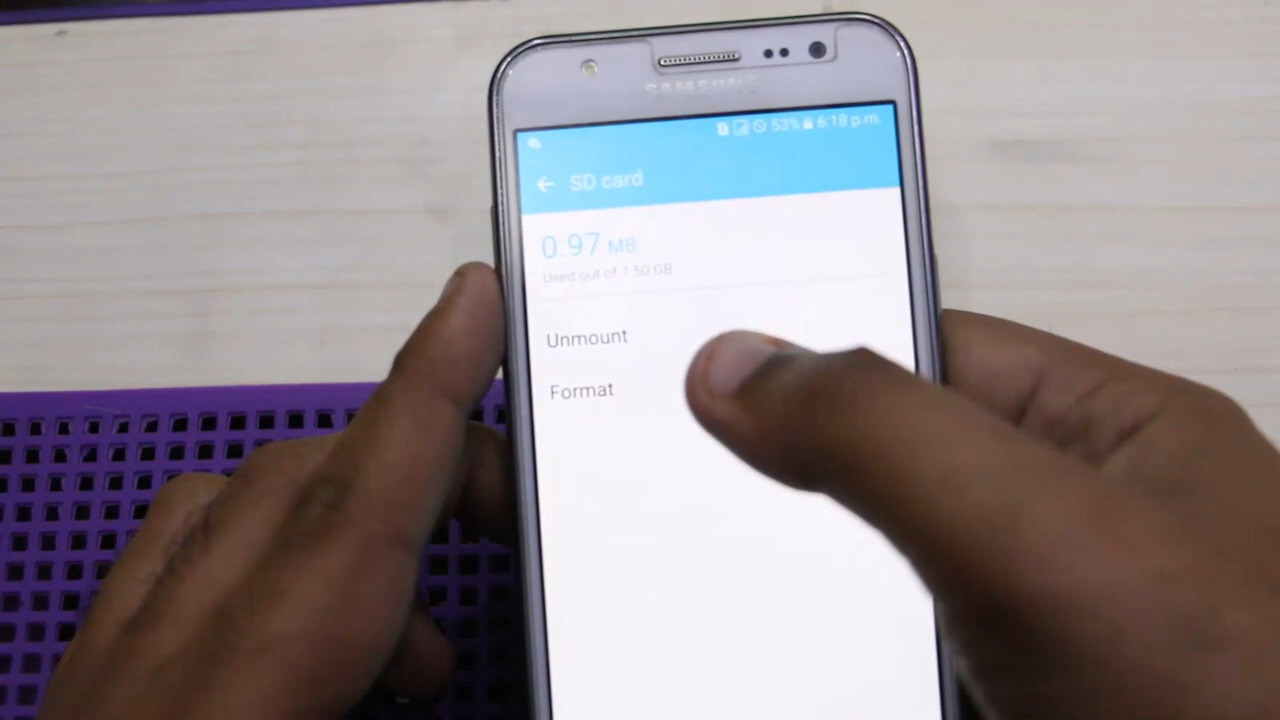 SAMSUNG
53% 6:18 p.m.
SD card
0.97 MB
Used out of 7.50 GB
Unmount
Format